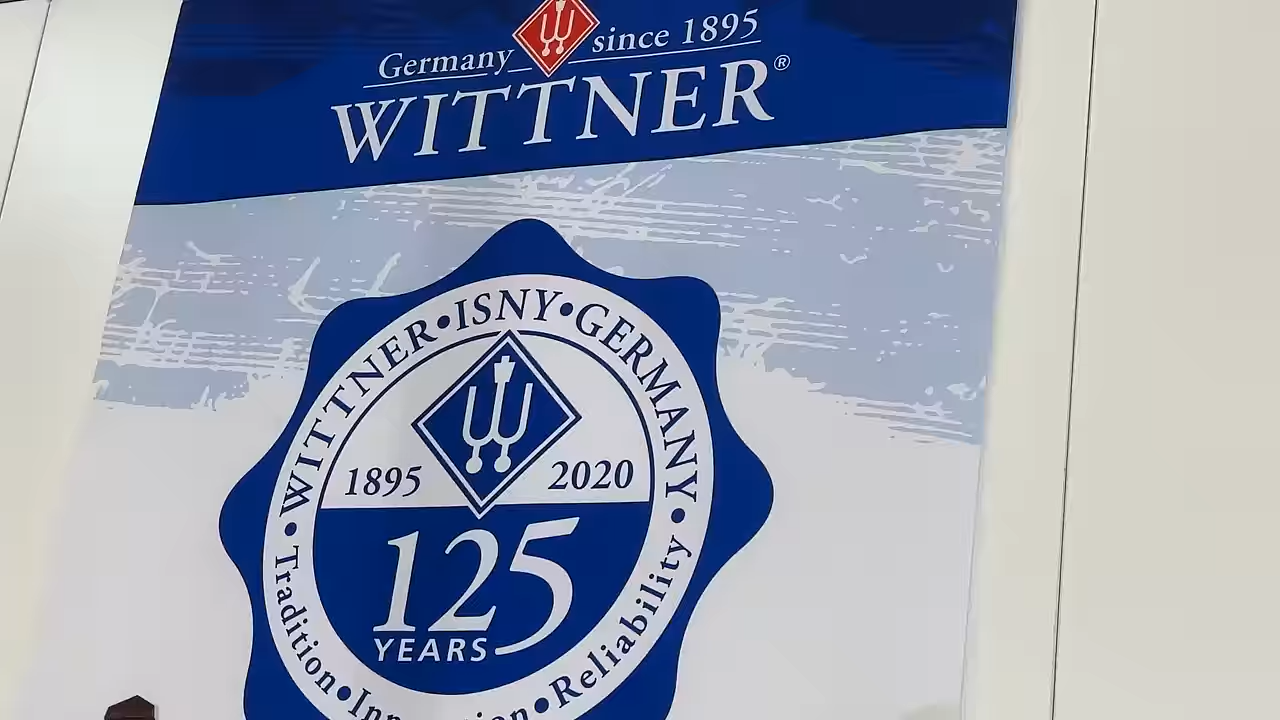 Germany since 1895
WITTNER®
WITTNER•ISNY•GERMANY
1895 2020
125
YEARS
•Tradition• •Reliability•